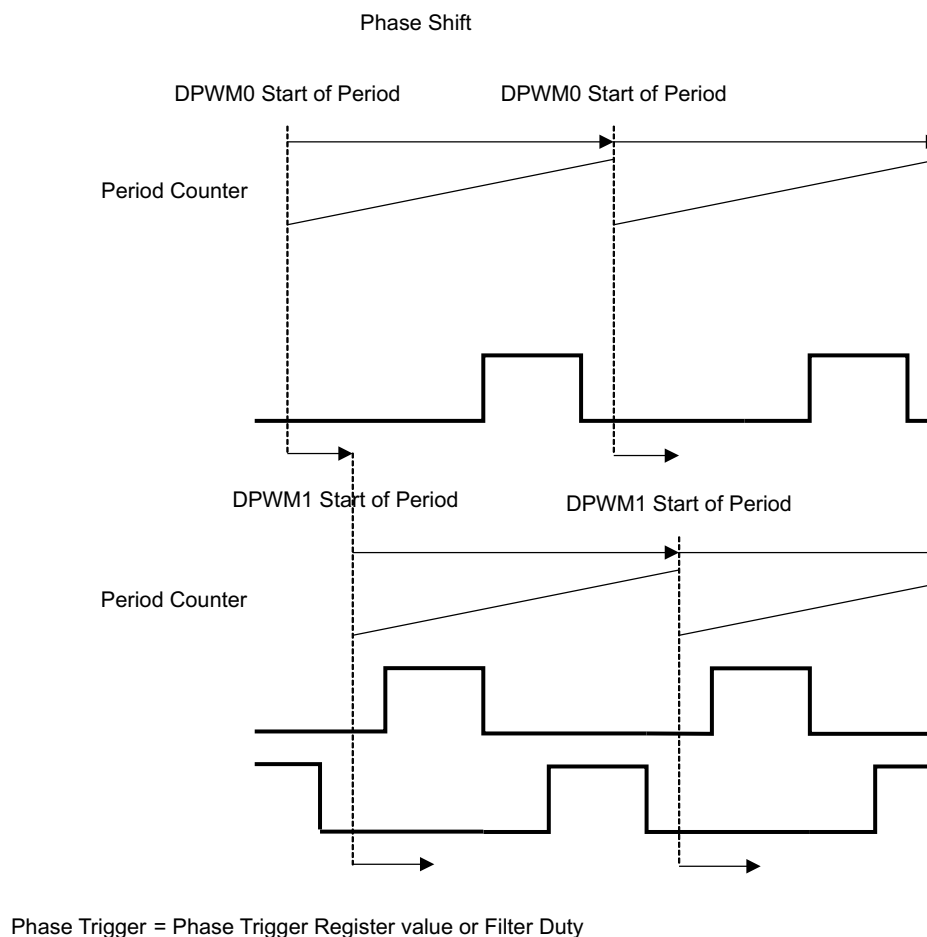 Phase Shift
DPWM0 Start of Period
DPWM0 Start of Period
Period Counter
DPWM1 Start of Period
DPWM1 Start of Period
Period Counter
Phase Trigger = Phase Trigger Register value or Filter Duty